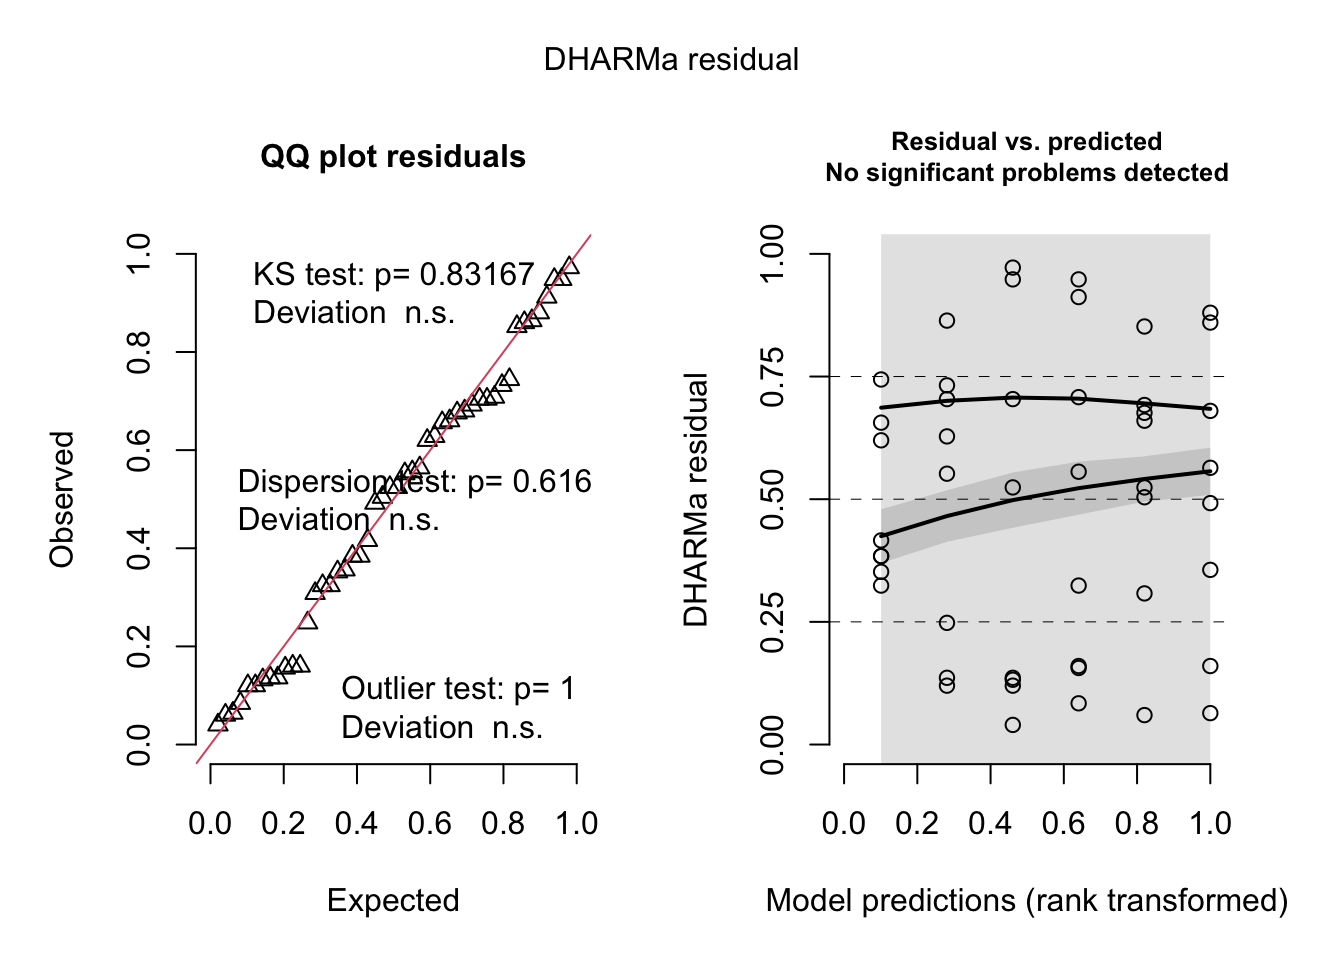 DHARMa residual
QQ plot residuals
KS test: p= 0.83167
Deviation  n.s.
Dispersion test: p= 0.616
Deviation  n.s.
Outlier test: p= 1
Deviation  n.s.
Observed
0.0
0.2
0.4
0.6
0.8
1.0
0.0 0.2 0.4 0.6 0.8 1.0
Expected
Residual vs. predicted
No significant problems detected
DHARMa residual
0.00
0.25
0.50
0.75
1.00
0.0 0.2 0.4 0.6 0.8 1.0
Model predictions (rank transformed)